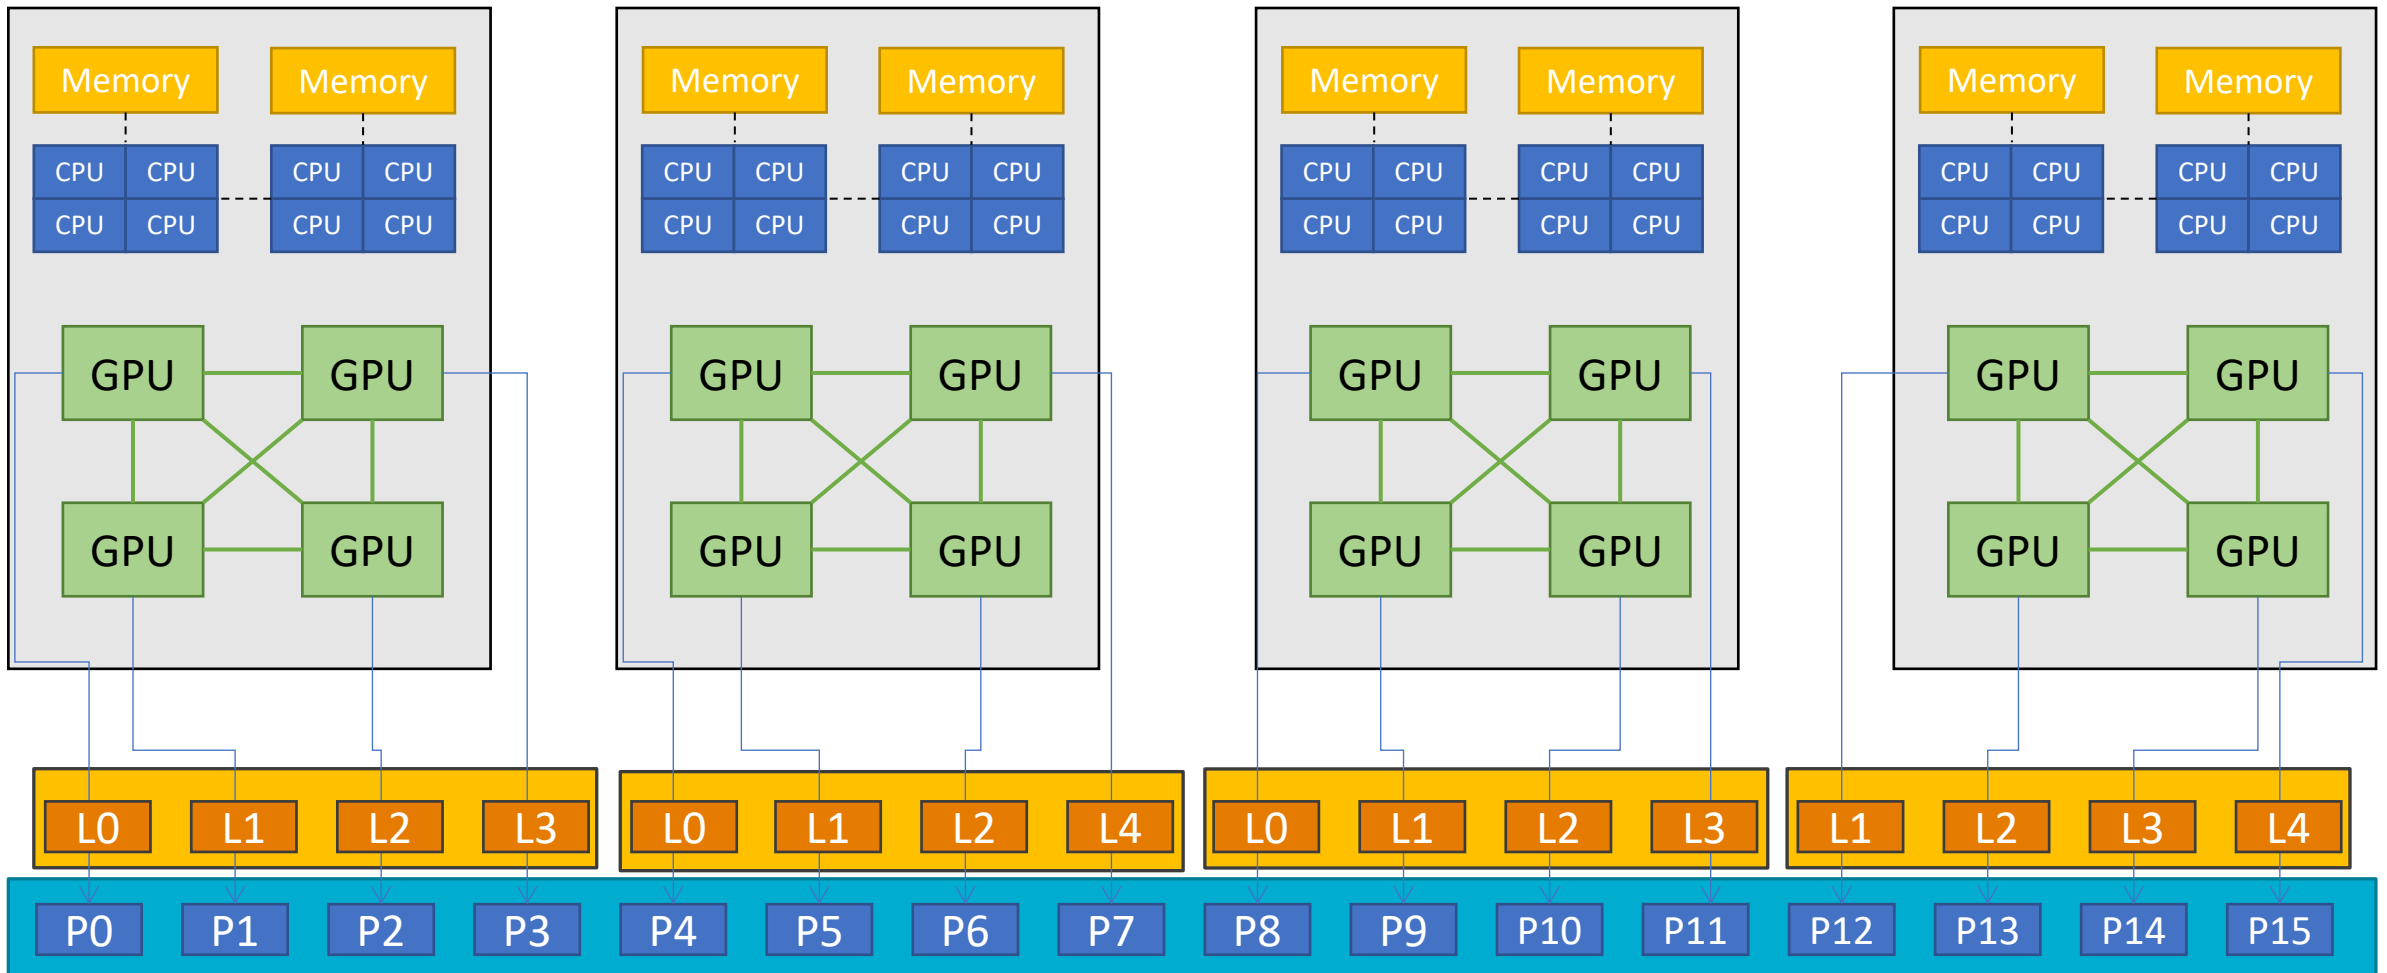 Memory Memory Memory Memory Memory Memory Memory Memory
CPU CPU CPU CPU CPU CPU CPU CPU CPU CPU CPU CPU CPU CPU CPU CPU
CPU CPU CPU CPU CPU CPU CPU CPU CPU CPU CPU CPU CPU CPU CPU CPU
GPU GPU GPU GPU GPU GPU GPU GPU
GPU GPU GPU GPU GPU GPU GPU GPU
L0 L1 L2 L3 L0 L1 L2 L4 L0 L1 L2 L3 L1 L2 L3 L4
P0 P1 P2 P3 P4 P5 P6 P7 P8 P9 P10 P11 P12 P13 P14 P15